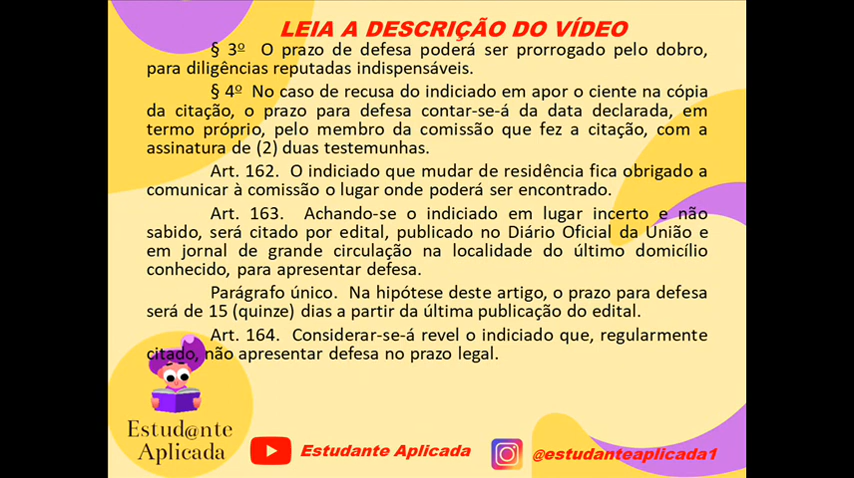 LEIA A DESCRIÇÃO DO VÍDEO
§ 3º O prazo de defesa poderá ser prorrogado pelo dobro,
para diligências reputadas indispensáveis.
§ 4º No caso de recusa do indiciado em apor o ciente na cópia
da citação, o prazo para defesa contar-se-á da data declarada, em
termo próprio, pelo membro da comissão que fez a citação, com a
assinatura de (2) duas testemunhas.
Art. 162. O indiciado que mudar de residência fica obrigado a
comunicar à comissão o lugar onde poderá ser encontrado.
Art. 163. Achando-se o indiciado em lugar incerto e não
sabido, será citado por edital, publicado no Diário Oficial da União e
em jornal de grande circulação na localidade do último domicílio
conhecido, para apresentar defesa.
Parágrafo único. Na hipótese deste artigo, o prazo para defesa
será de 15 (quinze) dias a partir da última publicação do edital.
Art. 164. Considerar-se-á revel o indiciado que, regularmente
citado, não apresentar defesa no prazo legal.
Estud@nte
Aplicada
Estudante Aplicada
@estudanteaplicada1